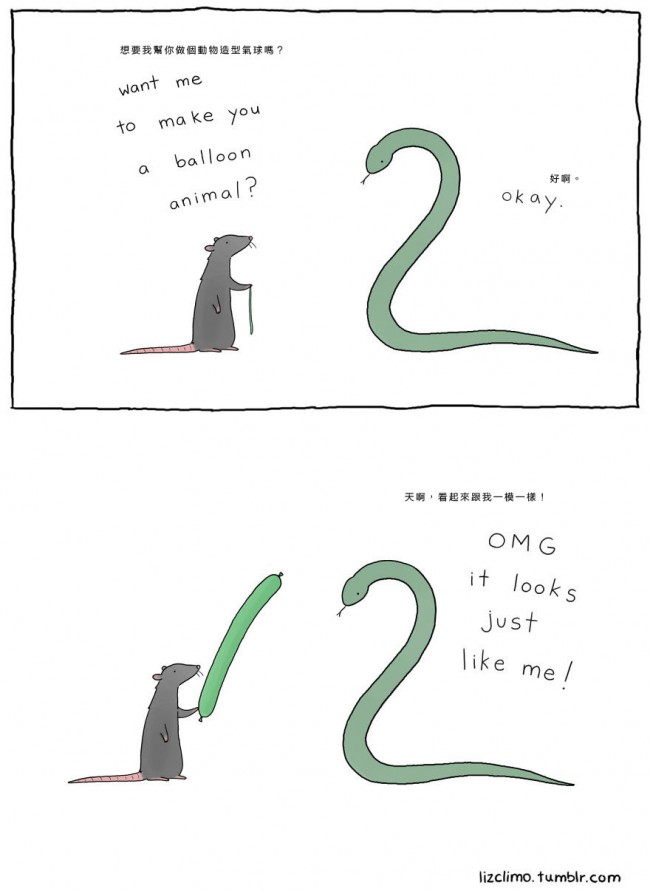 想要我幫你做個動物造型氣球嗎？
want me
to make you
a balloon
animal?
好啊。
okay.
天啊，看起來跟我一模一樣！
OMG
it looks
just
like me!
lizclimo.tumblr.com